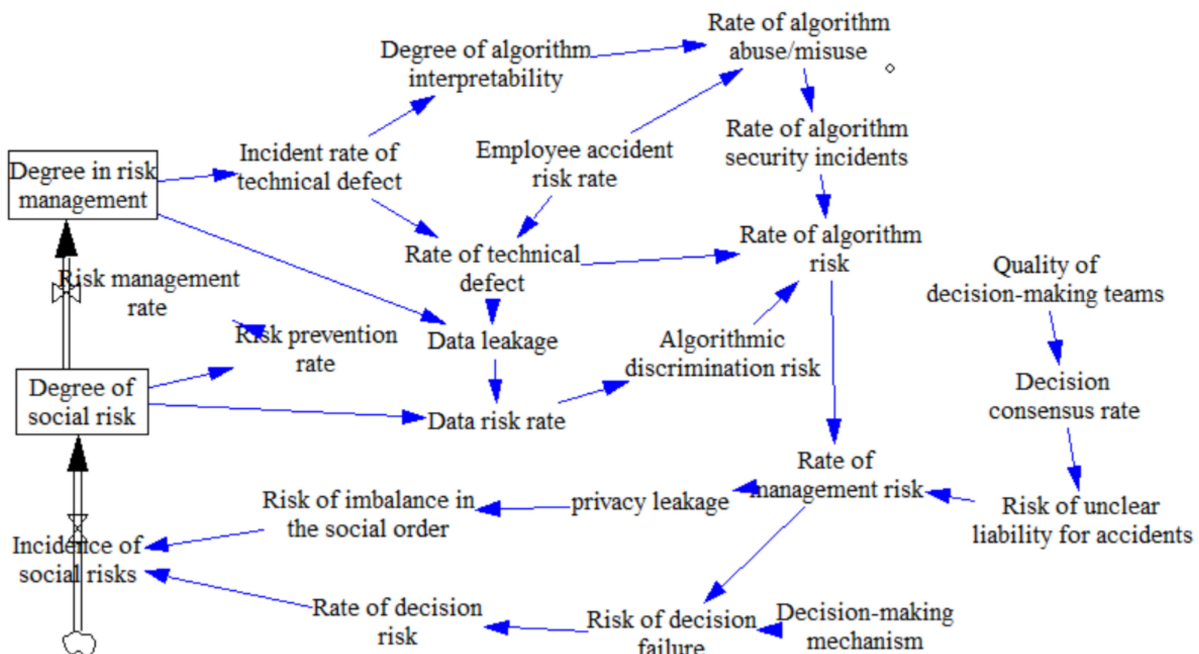 Rate of algorithm
abuse/misuse
Degree of algorithm
interpretability
Rate of algorithm
security incidents
Employee accident
risk rate
Incident rate of
technical defect
Degree in risk
management
Rate of technical
defect
Rate of algorithm
risk
Quality of
decision-making teams
Risk management
rate
Risk prevention
rate
Data leakage
Algorithmic
discrimination risk
Degree of
social risk
Data risk rate
Decision
consensus rate
Rate of
management risk
Risk of imbalance in
the social order
privacy leakage
Risk of unclear
liability for accidents
Incidence of
social risks
Rate of decision
risk
Risk of decision
failure
Decision-making
mechanism